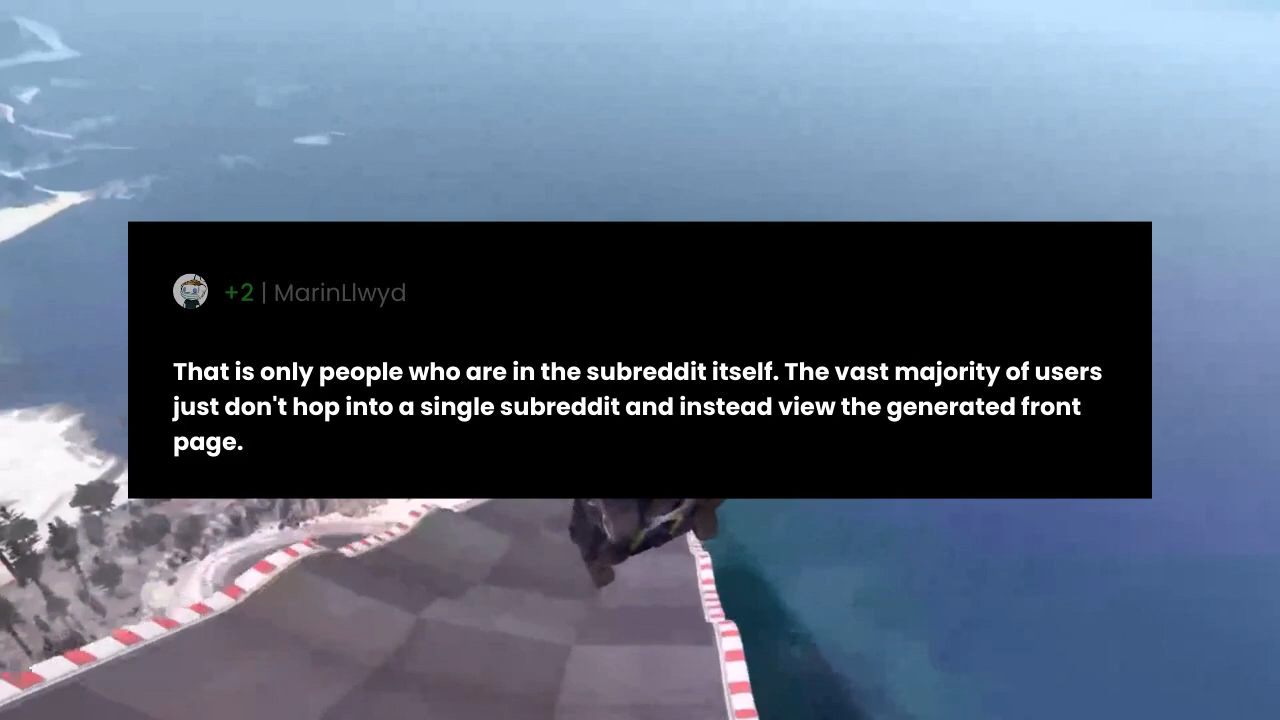 +2 | MarinLlwyd
That is only people who are in the subreddit itself. The vast majority of users
just don't hop into a single subreddit and instead view the generated front
page.